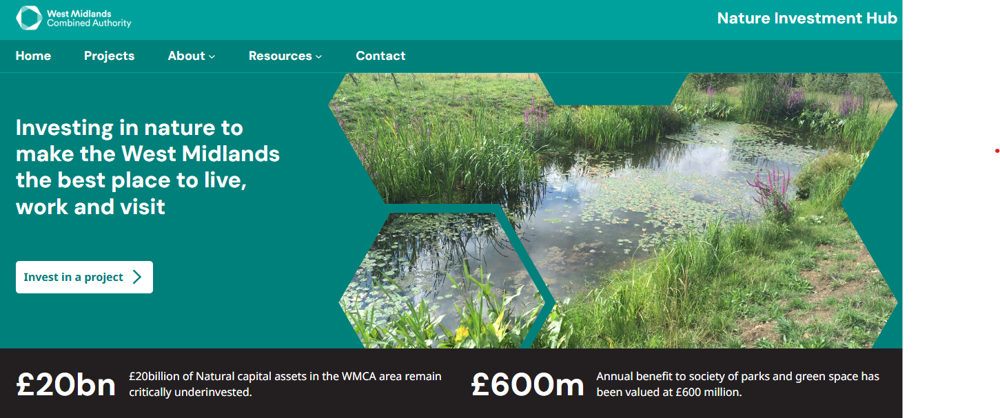 West Midlands
Combined Authority
Nature Investment Hub
Home
Projects
About
Resources
Contact
Investing in nature to
make the West Midlands
the best place to live,
work and visit
Invest in a project
£20bn
£20billion of Natural capital assets in the WMCA area remain
critically underinvested.
£600m
Annual benefit to society of parks and green space has
been valued at £600 million.